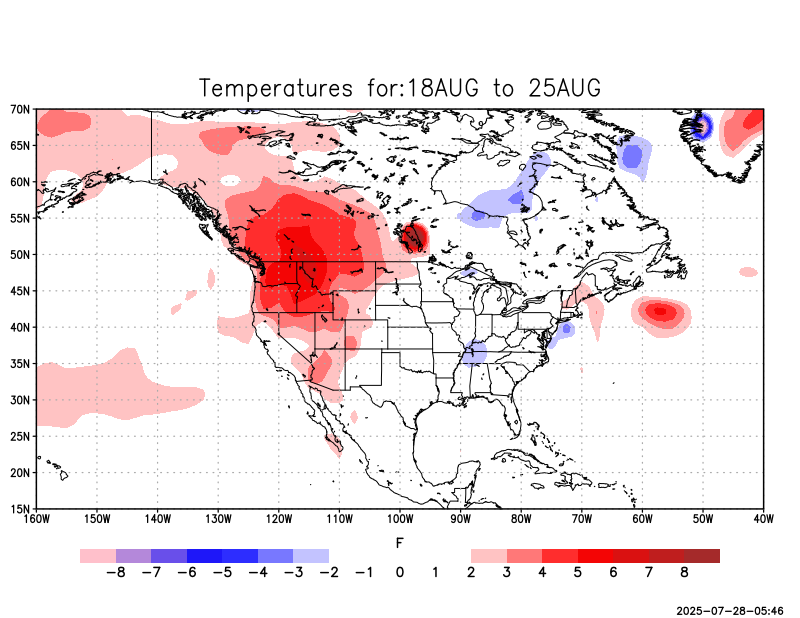 Temperatures for:18AUG to 25AUG
70N
65N
60N
55N
50N
45N
40N
35N
30N
25N
20N
15N
160W 150W 140W 130W 120W 110W 100W 90W 80W 70W 60W 50W 40W
F
-8 -7 -6 -5 -4 -3 -2 -1 0 1 2 3 4 5 6 7 8
2025-07-28-05:46